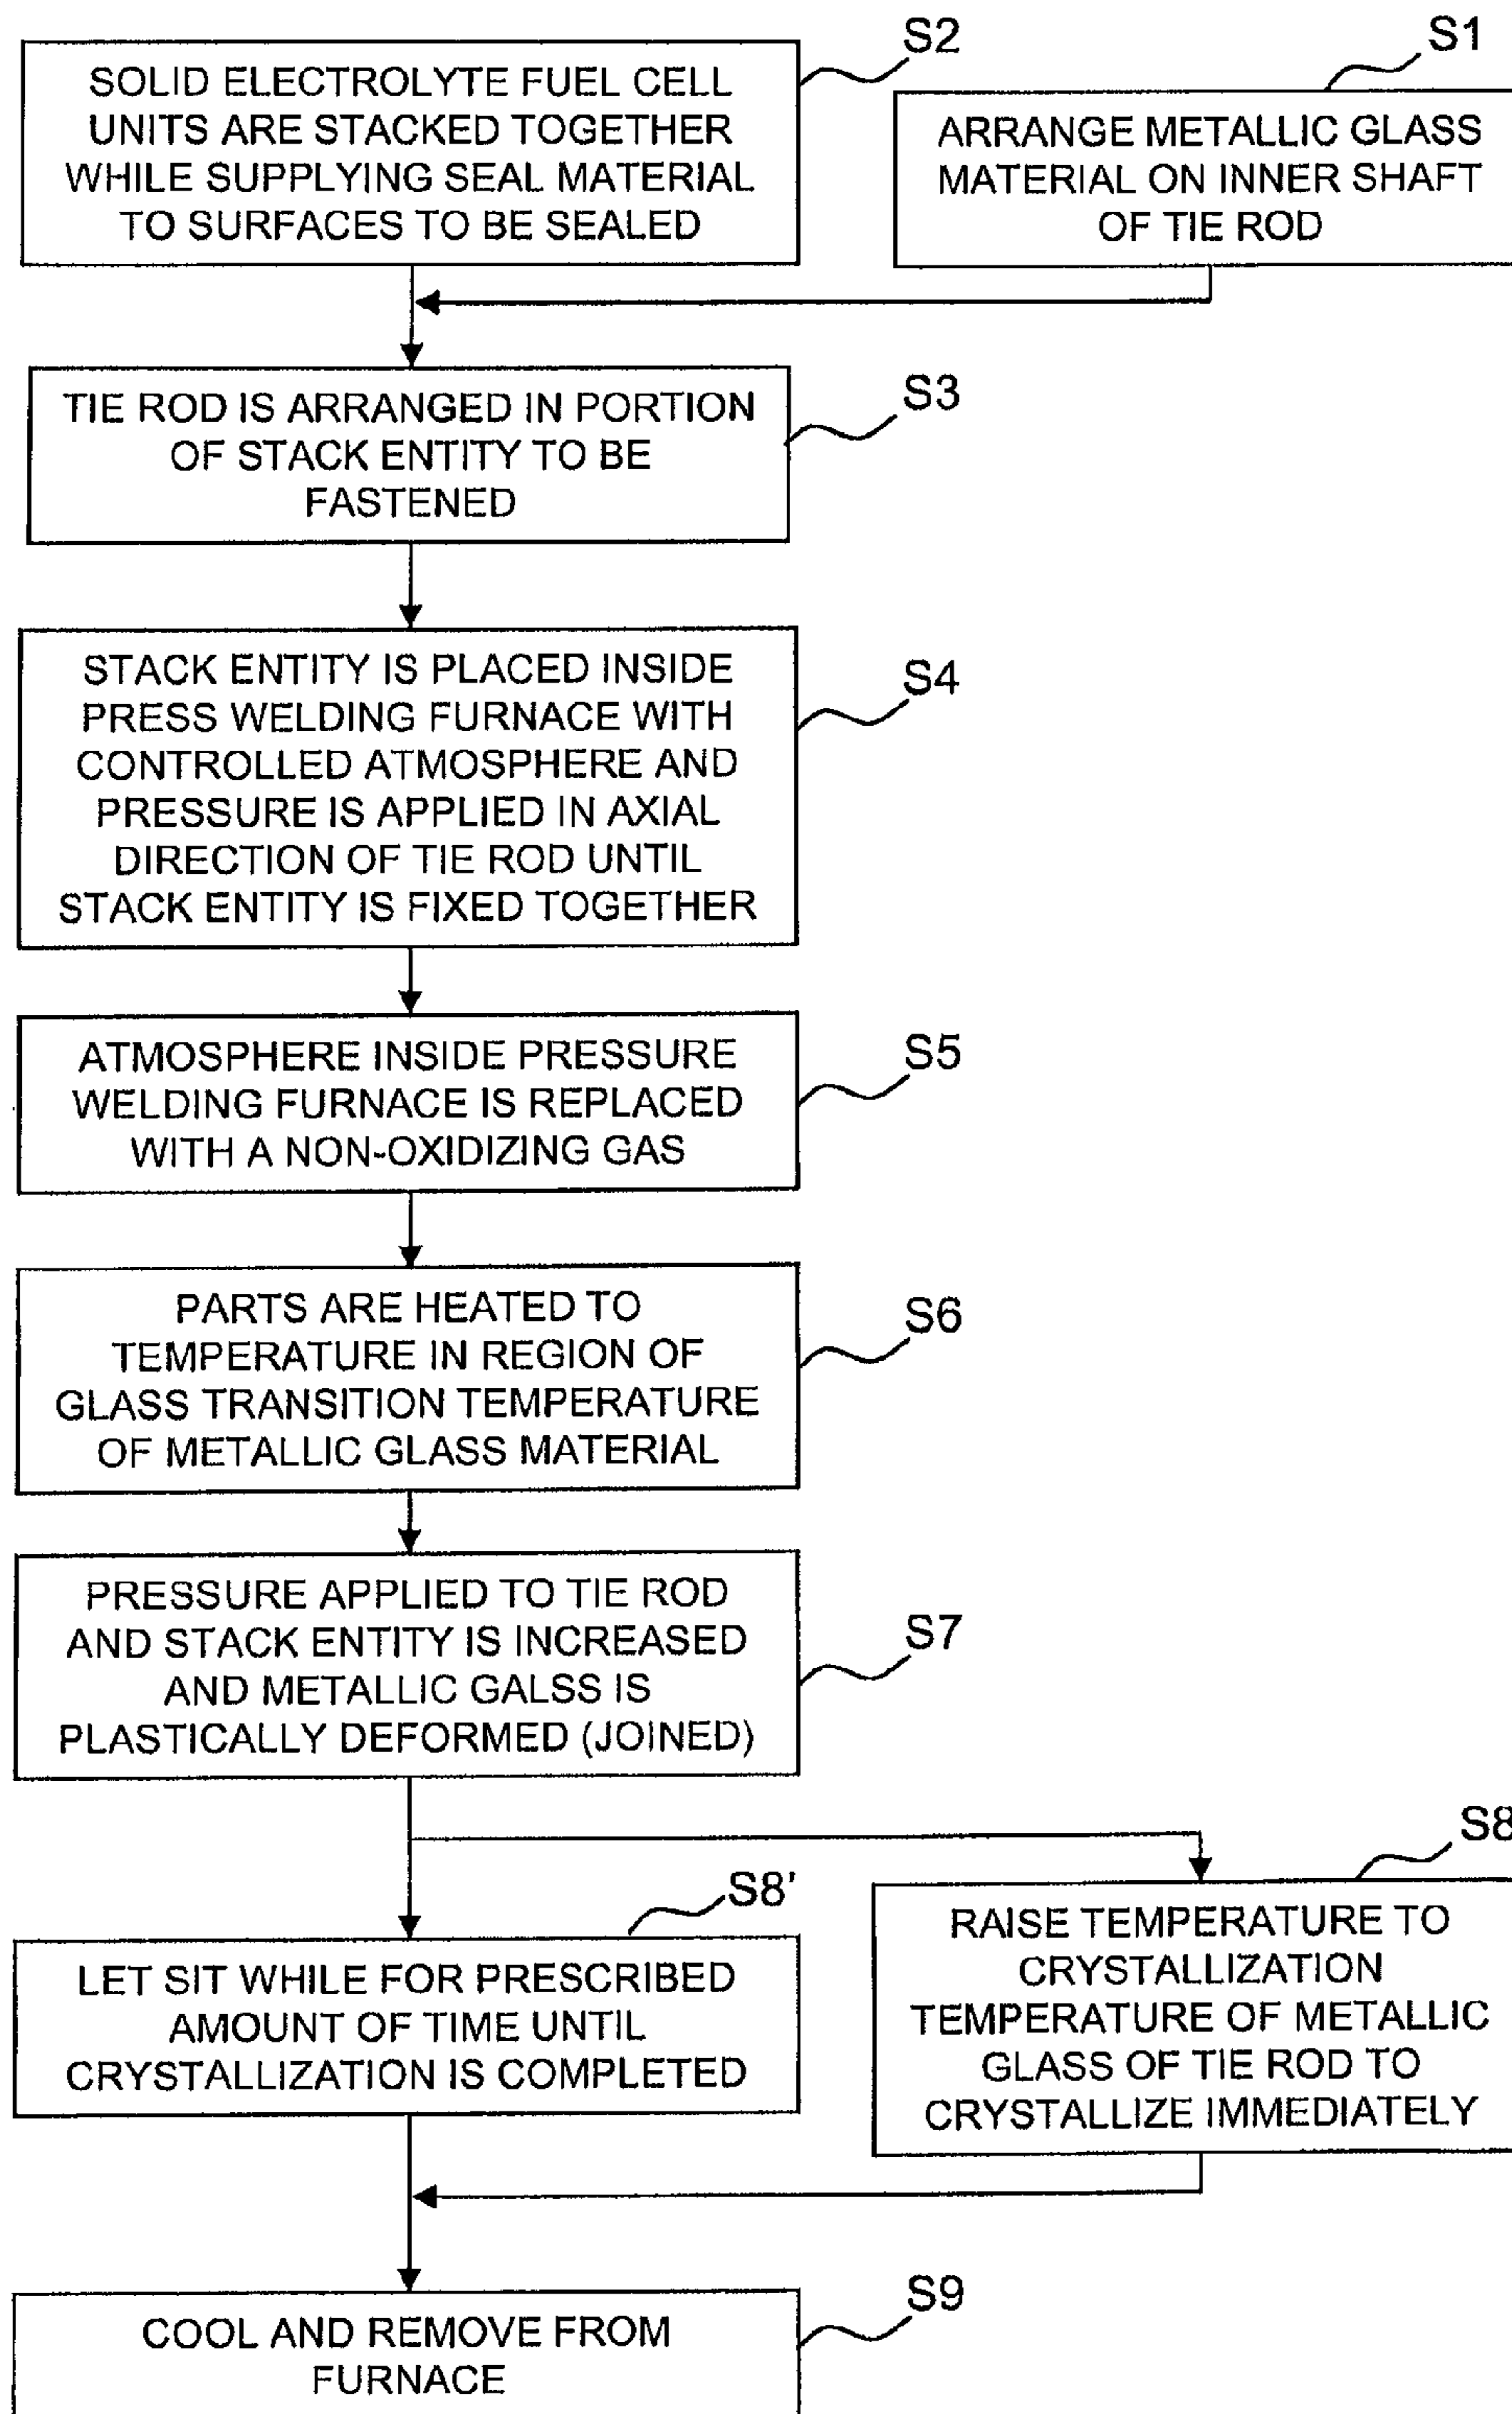 S2
SOLID ELECTROLYTE FUEL CELL
UNITS ARE STACKED TOGETHER
WHILE SUPPLYING SEAL MATERIAL
TO SURFACES TO BE SEALED
S1
ARRANGE METALLIC GLASS
MATERIAL ON INNER SHAFT
OF TIE ROD
S3
TIE ROD IS ARRANGED IN PORTION
OF STACK ENTITY TO BE
FASTENED
S4
STACK ENTITY IS PLACED INSIDE
PRESS WELDING FURNACE WITH
CONTROLLED ATMOSPHERE AND
PRESSURE IS APPLIED IN AXIAL
DIRECTION OF TIE ROD UNTIL
STACK ENTITY IS FIXED TOGETHER
S5
ATMOSPHERE INSIDE PRESSURE
WELDING FURNACE IS REPLACED
WITH A NON-OXIDIZING GAS
S6
PARTS ARE HEATED TO
TEMPERATURE IN REGION OF
GLASS TRANSITION TEMPERATURE
OF METALLIC GLASS MATERIAL
S7
PRESSURE APPLIED TO TIE ROD
AND STACK ENTITY IS INCREASED
AND METALLIC GALSS IS
PLASTICALLY DEFORMED (JOINED)
S8'
LET SIT WHILE FOR PRESCRIBED
AMOUNT OF TIME UNTIL
CRYSTALLIZATION IS COMPLETED
S8
RAISE TEMPERATURE TO
CRYSTALLIZATION
TEMPERATURE OF METALLIC
GLASS OF TIE ROD TO
CRYSTALLIZE IMMEDIATELY
S9
COOL AND REMOVE FROM
FURNACE